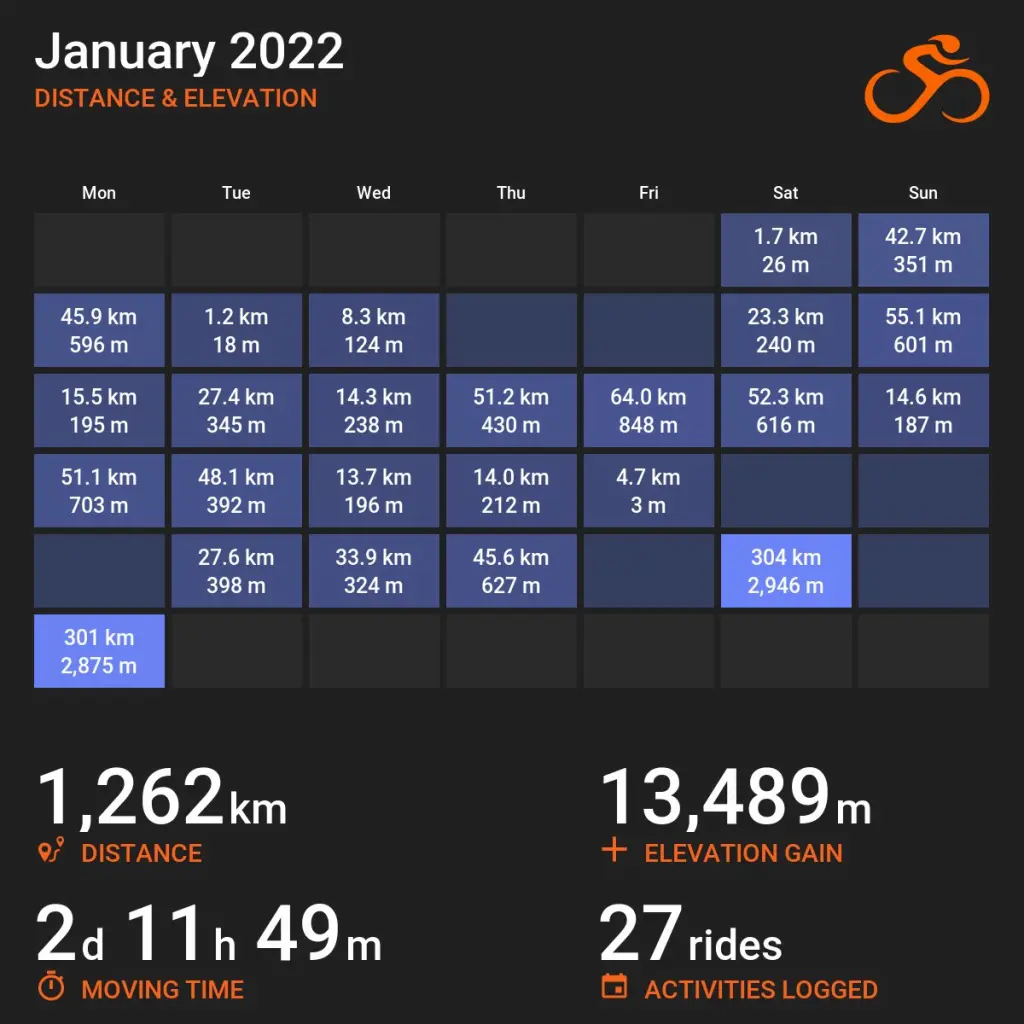 January 2022
DISTANCE & ELEVATION
Mon Tue Wed Thu Fri Sat Sun
1.7 km 42.7 km
26 m 351 m
45.9 km 1.2 km 8.3 km 23.3 km 55.1 km
596 m 18 m 124 m 240 m 601 m
15.5 km 27.4 km 14.3 km 51.2 km 64.0 km 52.3 km 14.6 km
195 m 345 m 238 m 430 m 848 m 616 m 187 m
51.1 km 48.1 km 13.7 km 14.0 km 4.7 km
703 m 392 m 196 m 212 m 3 m
27.6 km 33.9 km 45.6 km 304 km
398 m 324 m 627 m 2,946 m
301 km
2,875 m
1,262 km 13,489 m
DISTANCE ELEVATION GAIN
2d 11h 49m 27 rides
MOVING TIME ACTIVITIES LOGGED